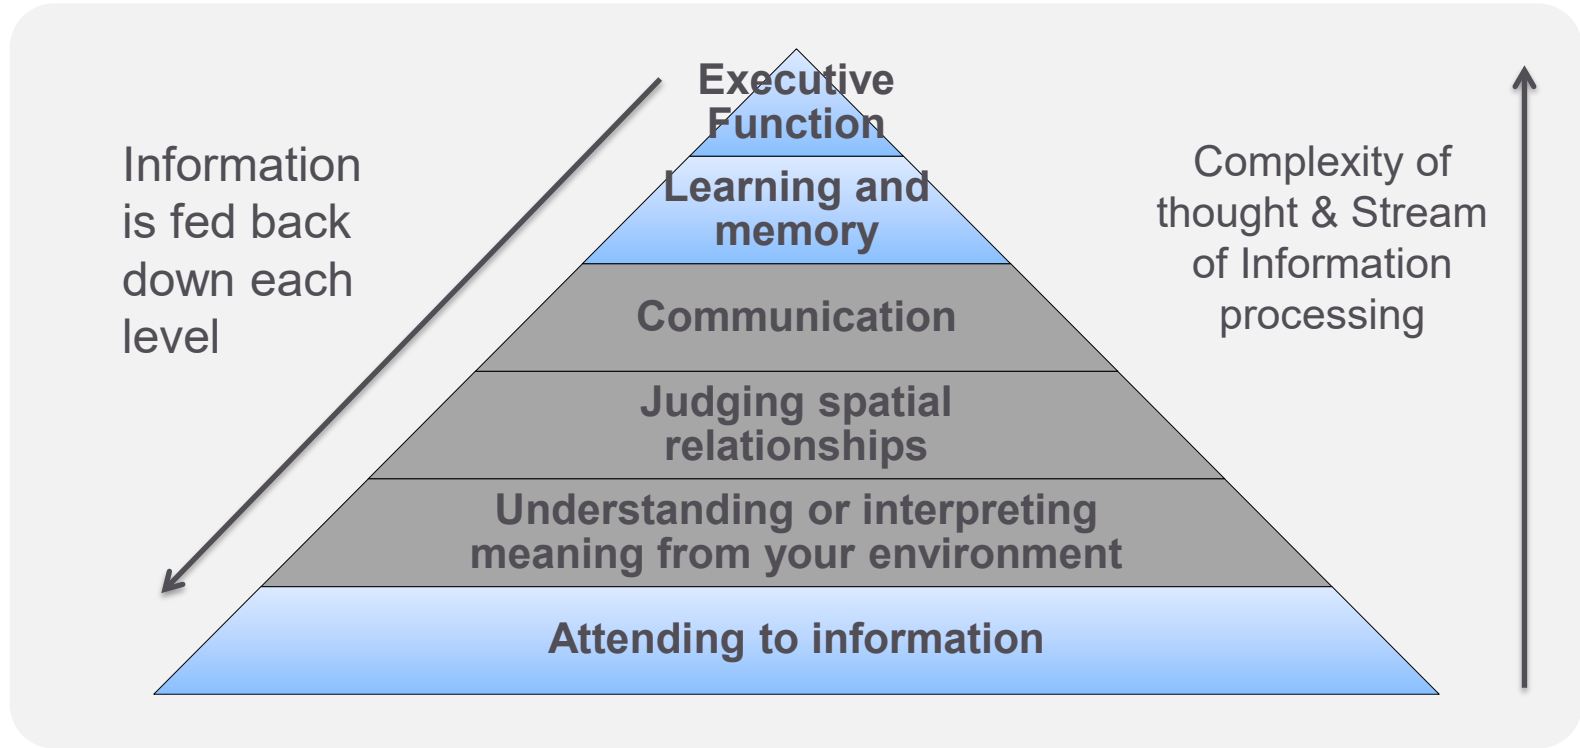 Executive
Function
Learning and
memory
Communication
Judging spatial
relationships
Understanding or interpreting
meaning from your environment
Attending to information
Information
is fed back
down each
level
Complexity of
thought & Stream
of Information
processing